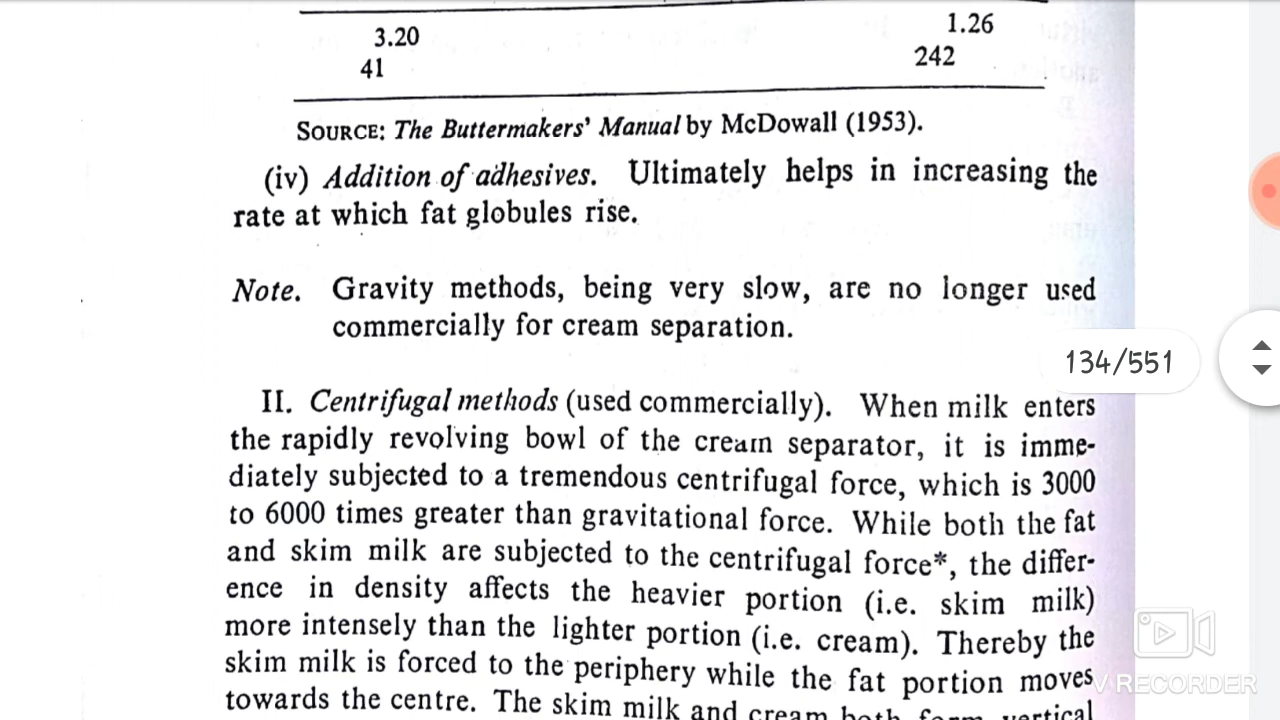 3.20 1.26
41 242
SOURCE: The Buttermakers' Manual by McDowall (1953).
(iv) Addition of adhesives. Ultimately helps in increasing the
rate at which fat globules rise.
Note. Gravity methods, being very slow, are no longer used
commercially for cream separation.
134/551
II. Centrifugal methods (used commercially). When milk enters
the rapidly revolving bowl of the cream separator, it is imme-
diately subjected to a tremendous centrifugal force, which is 3000
to 6000 times greater than gravitational force. While both the fat
and skim milk are subjected to the centrifugal force*, the differ-
ence in density affects the heavier portion (i.e. skim milk)
more intensely than the lighter portion (i.e. cream). Thereby the
skim milk is forced to the periphery while the fat portion moves
V RECORDER
towards the centre. The skim milk and cream both form vertical